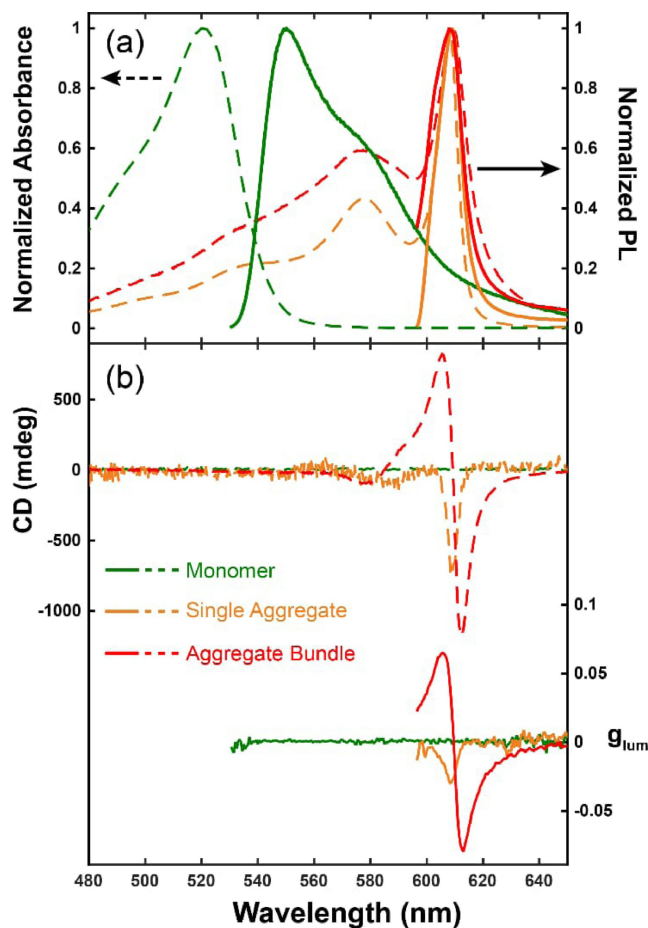 (a)
Normalized Absorbance
1
0.8
0.6
0.4
0.2
0
1
0.8
0.6
0.4
0.2
0
Normalized PL
(b)
CD (mdeg)
500
0
-500
-1000
Monomer
Single Aggregate
Aggregate Bundle
0.1
0.05
0
-0.05
glum
480 500 520 540 560 580 600 620 640
Wavelength (nm)